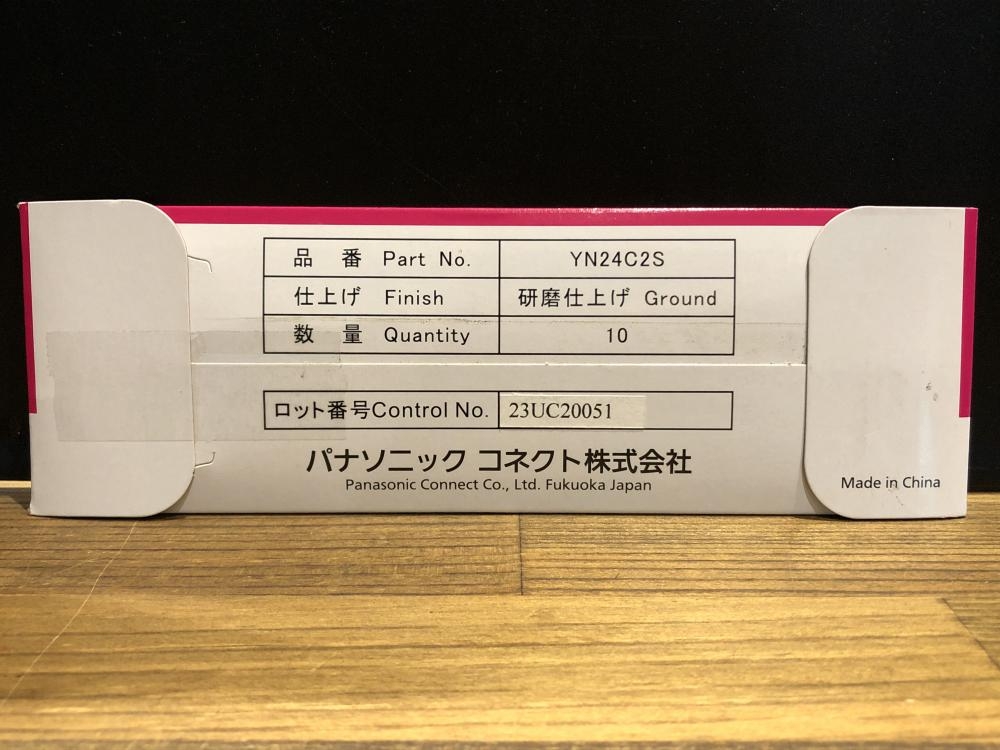 品　番 Part No. YN24C2S
仕上げ Finish 研磨仕上げ Ground
数　量 Quantity 10
ロット番号Control No. 23UC20051
パナソニック コネクト株式会社
Panasonic Connect Co., Ltd. Fukuoka Japan
Made in China